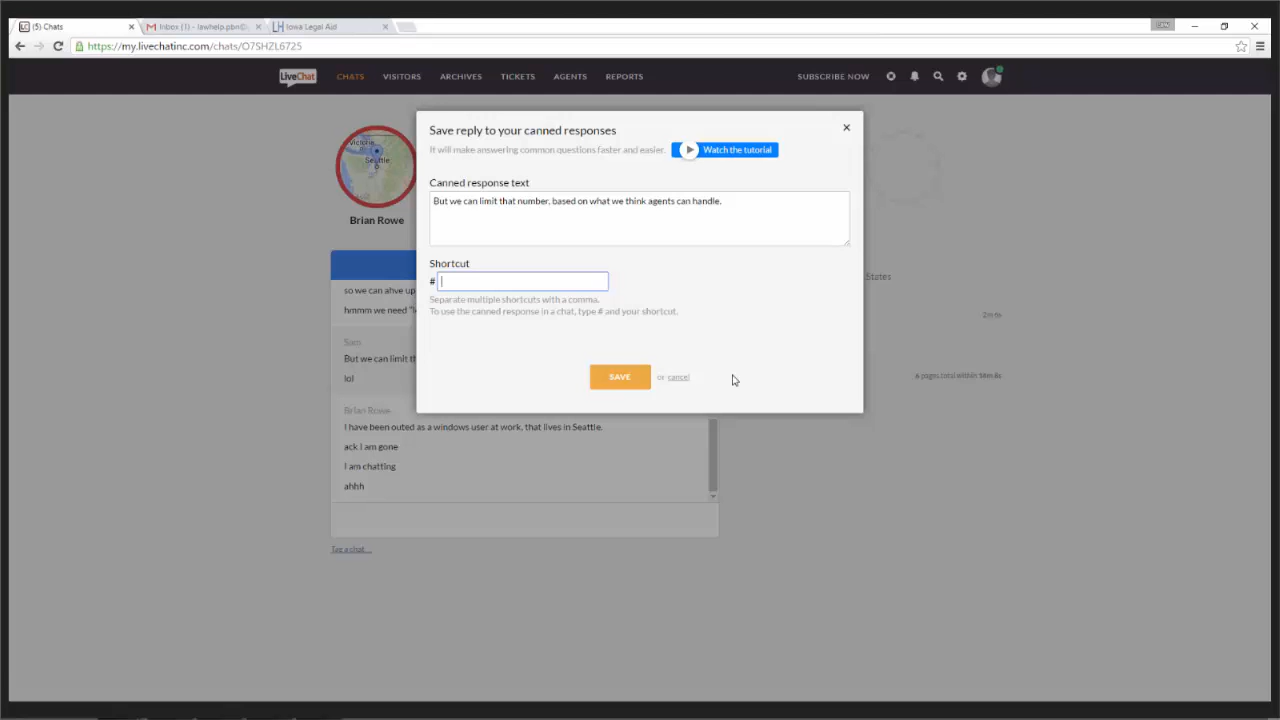 (5) Chats
Inbox (1) - lawhelp.pbn@
Iowa Legal Aid
https://my.livechatinc.com/chats/O7SHZL6725
LiveChat
CHATS
VISITORS
ARCHIVES
TICKETS
AGENTS
REPORTS
SUBSCRIBE NOW
Victoria
Seattle
Brian Rowe
Save reply to your canned responses
It will make answering common questions faster and easier.
Watch the tutorial
Canned response text
But we can limit that number, based on what we think agents can handle.
Shortcut
#
Separate multiple shortcuts with a comma.
To use the canned response in a chat, type # and your shortcut.
SAVE
or cancel
so we can ahve up
hmmm we need "l
Sam
But we can limit th
lol
Brian Rowe
I have been outed as a windows user at work, that lives in Seattle.
ack I am gone
I am chatting
ahhh
Tag a chat...
States